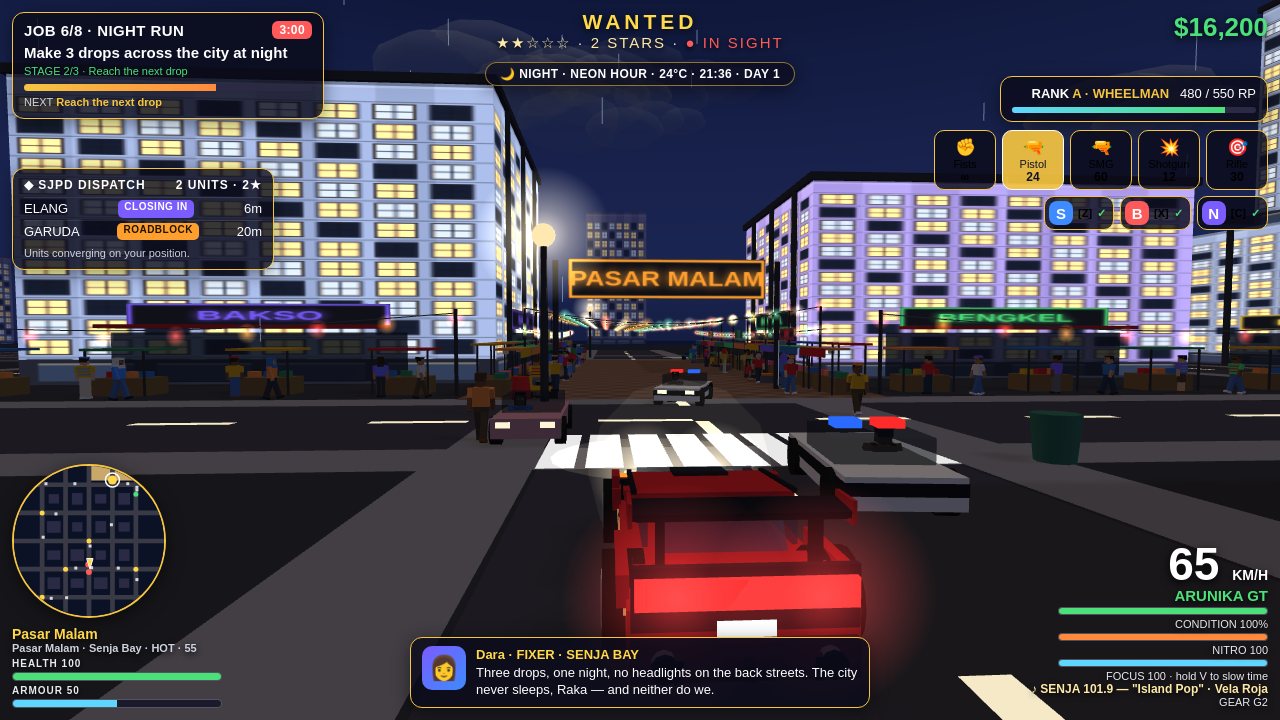 JOB 6/8 · NIGHT RUN 3:00
Make 3 drops across the city at night
STAGE 2/3 · Reach the next drop
NEXT Reach the next drop
WANTED
★★☆☆☆ · 2 STARS · ● IN SIGHT
🌙 NIGHT · NEON HOUR · 24°C · 21:36 · DAY 1
$16,200
RANK A · WHEELMAN 480 / 550 RP
Fists Pistol SMG Shotgun Rifle
∞ 24 60 12 30
S [Z] ✓ B [X] ✓ N [C] ✓
◆ SJPD DISPATCH 2 UNITS · 2★
ELANG CLOSING IN 6m
GARUDA ROADBLOCK 20m
Units converging on your position.
PASAR MALAM
BAKSO
BENGKEL
Pasar Malam
Pasar Malam · Senja Bay · HOT · 55
HEALTH 100
ARMOUR 50
Dara · FIXER · SENJA BAY
Three drops, one night, no headlights on the back streets. The city
never sleeps, Raka — and neither do we.
65 KM/H
ARUNIKA GT
CONDITION 100%
NITRO 100
FOCUS 100 · hold V to slow time
♪ SENJA 101.9 — "Island Pop" · Vela Roja
GEAR G2